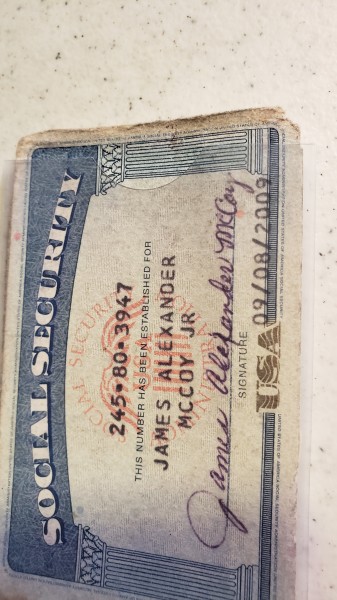 SOCIAL SECURITY
245-80-3947
THIS NUMBER HAS BEEN ESTABLISHED FOR
JAMES ALEXANDER
MCCOY JR
James Alexander McCoy
SIGNATURE
USA 09/08/2009